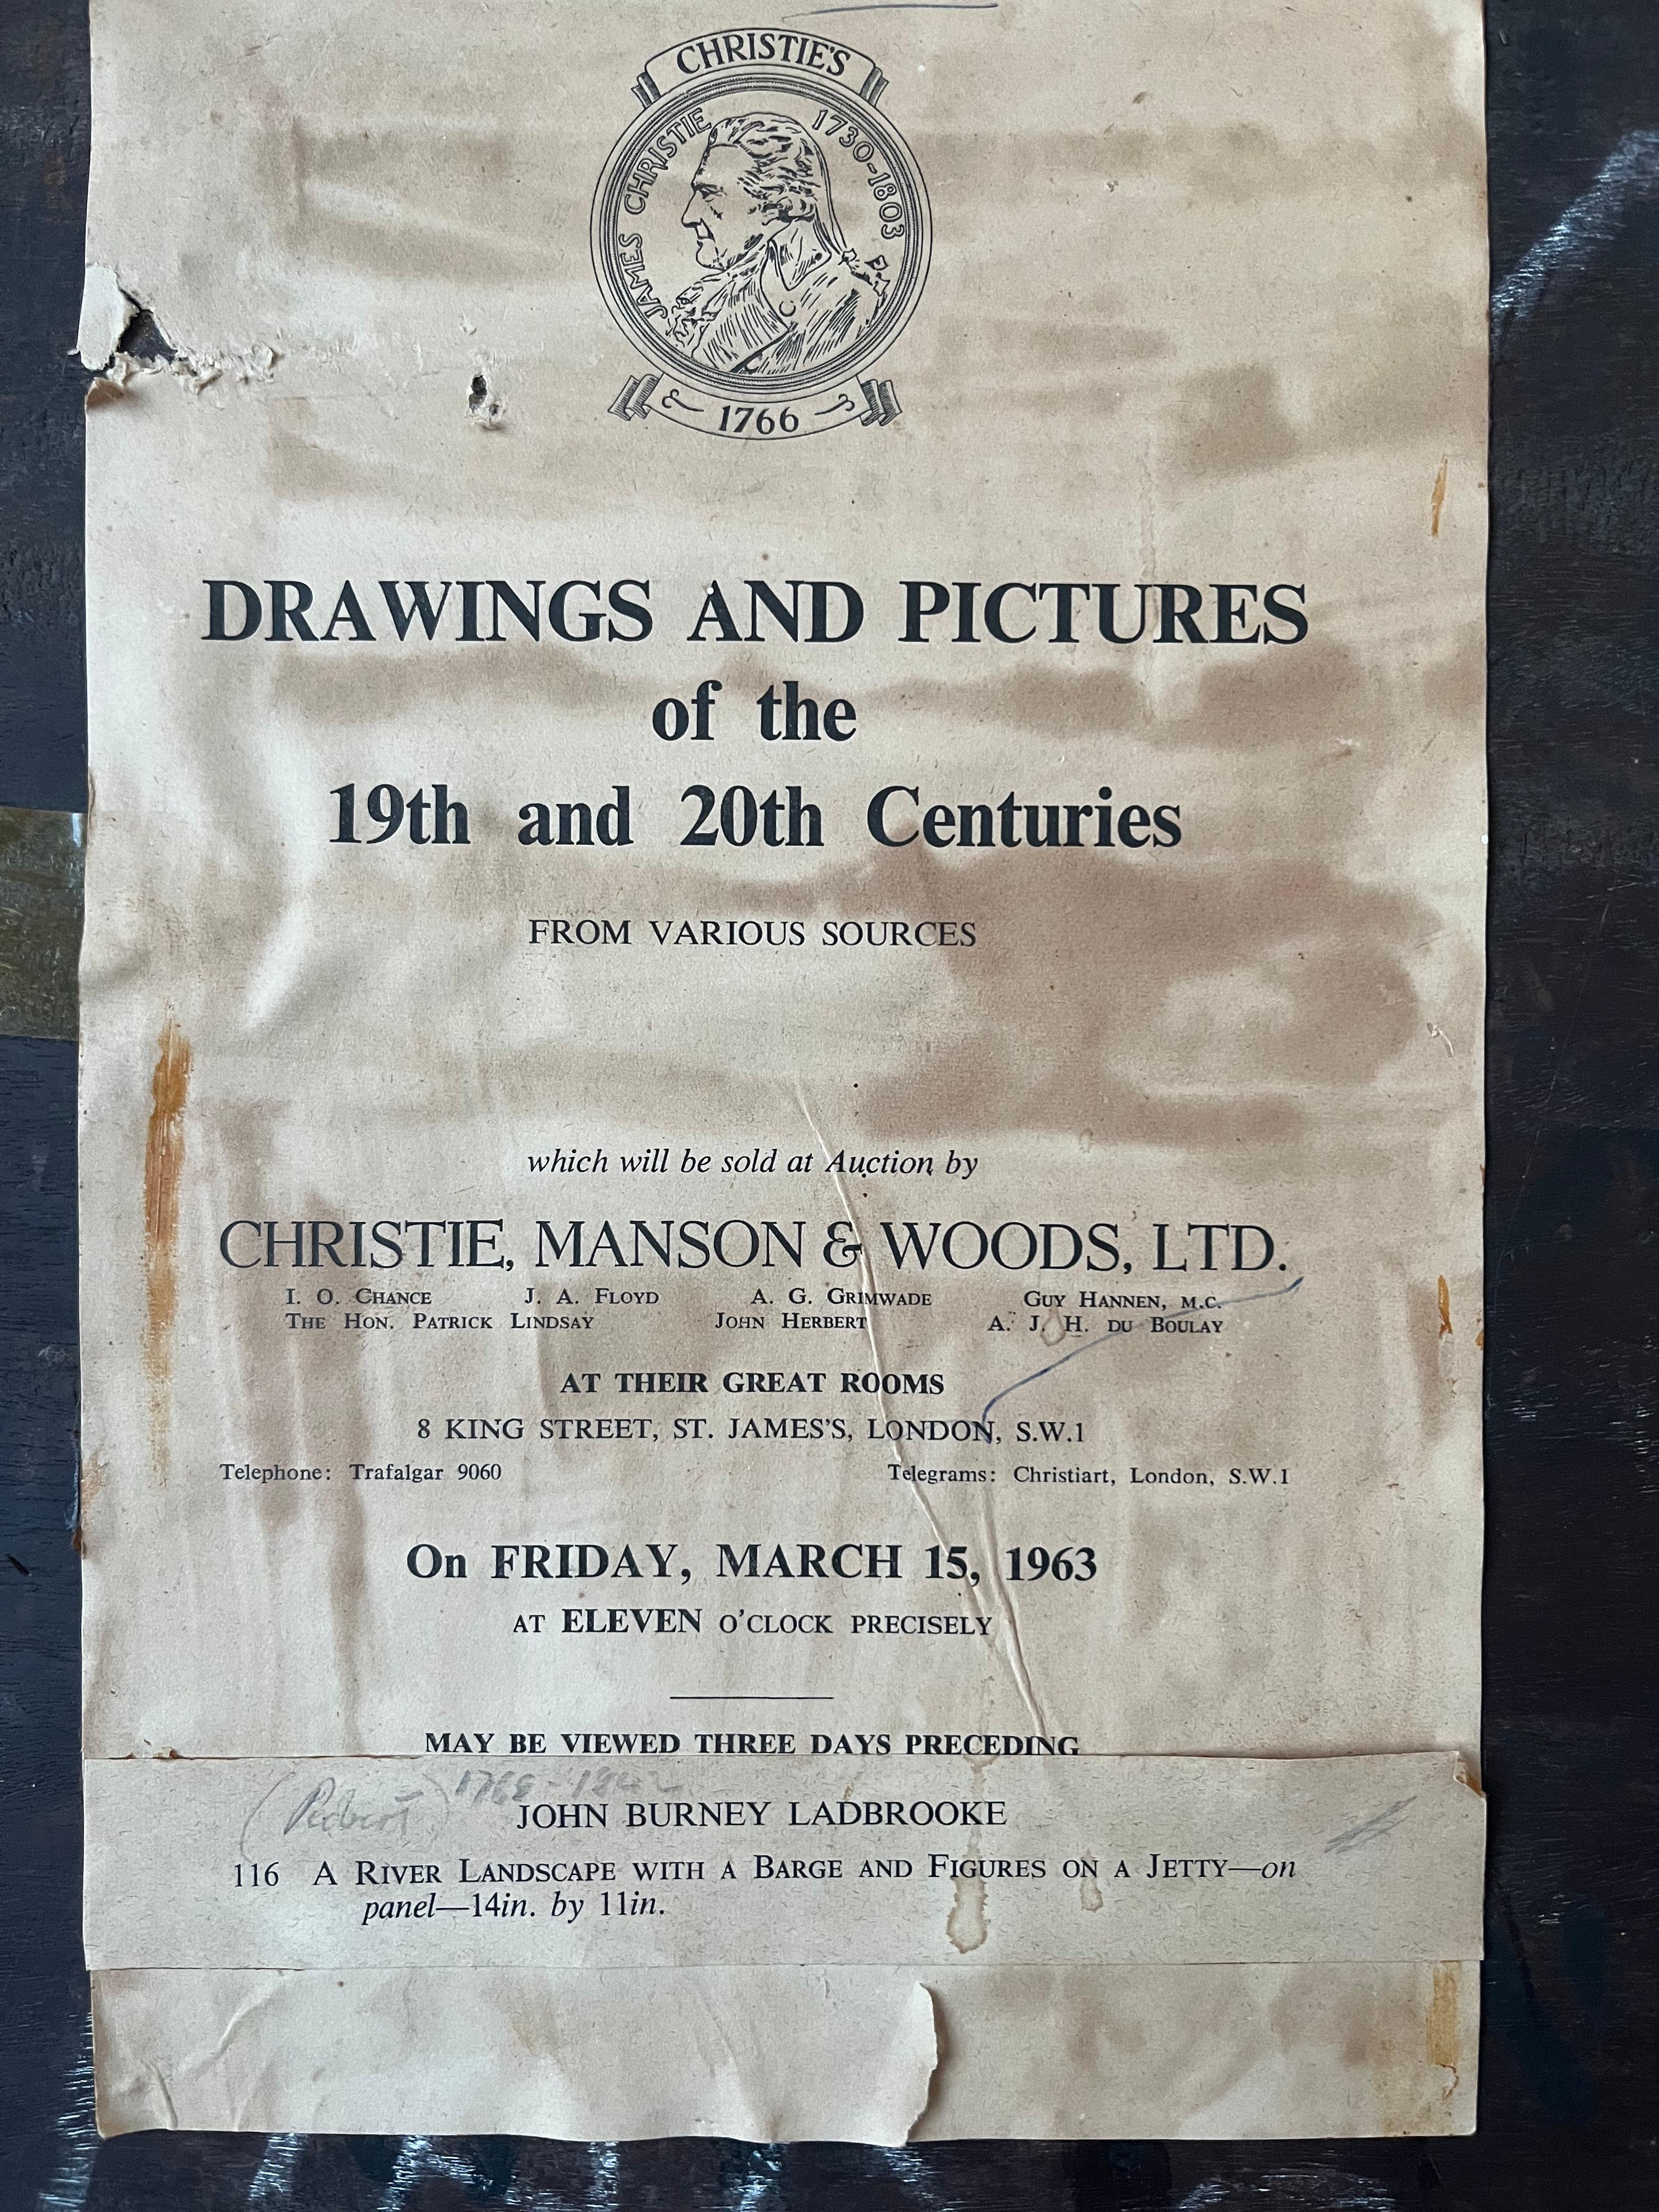 CHRISTIE'S
JAMES CHRISTIE 1730-1803
1766
DRAWINGS AND PICTURES
of the
19th and 20th Centuries
FROM VARIOUS SOURCES
which will be sold at Auction by
CHRISTIE, MANSON & WOODS, LTD.
I. O. CHANCE J. A. FLOYD A. G. GRIMWADE GUY HANNEN, M.C.
THE HON. PATRICK LINDSAY JOHN HERBERT A. J. H. DU BOULAY
AT THEIR GREAT ROOMS
8 KING STREET, ST. JAMES'S, LONDON, S.W.1
Telephone: Trafalgar 9060 Telegrams: Christiart, London, S.W.1
On FRIDAY, MARCH 15, 1963
AT ELEVEN O'CLOCK PRECISELY
MAY BE VIEWED THREE DAYS PRECEDING
(Robert)
JOHN BURNEY LADBROOKE
116 A RIVER LANDSCAPE WITH A BARGE AND FIGURES ON A JETTY—on
panel—14in. by 11in.